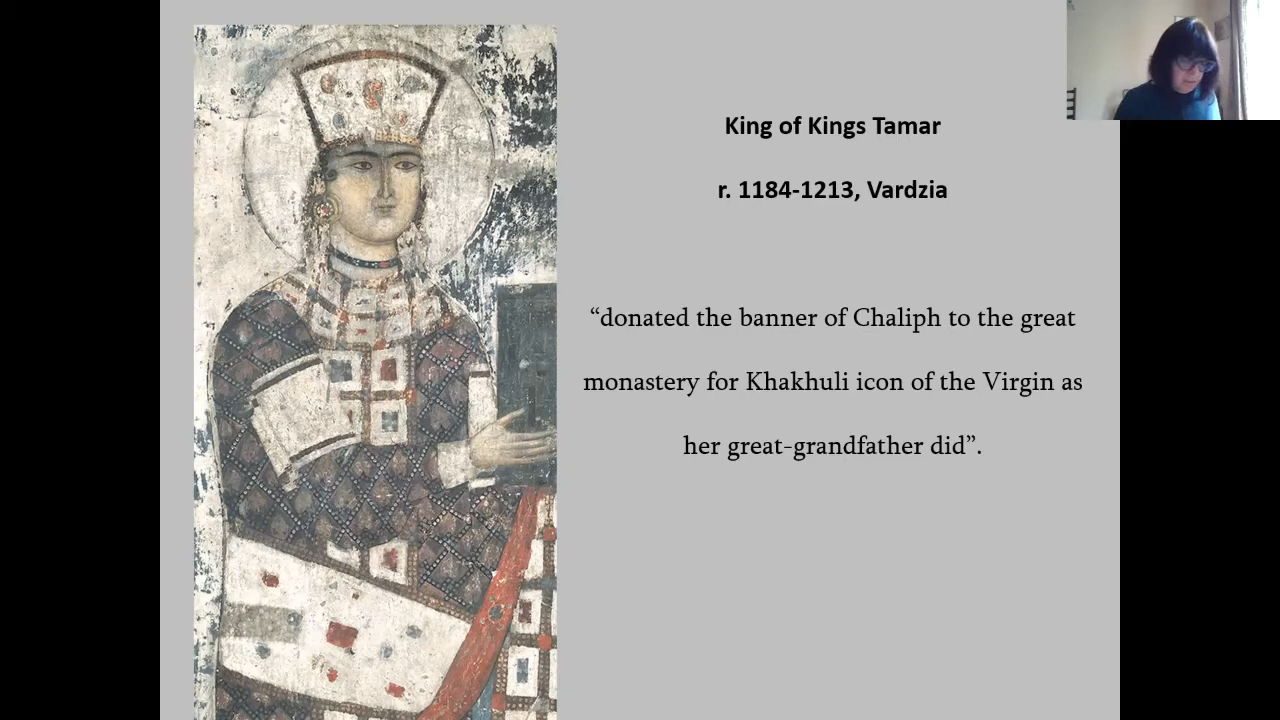 King of Kings Tamar
r. 1184-1213, Vardzia
“donated the banner of Chaliph to the great
monastery for Khakhuli icon of the Virgin as
her great-grandfather did”.